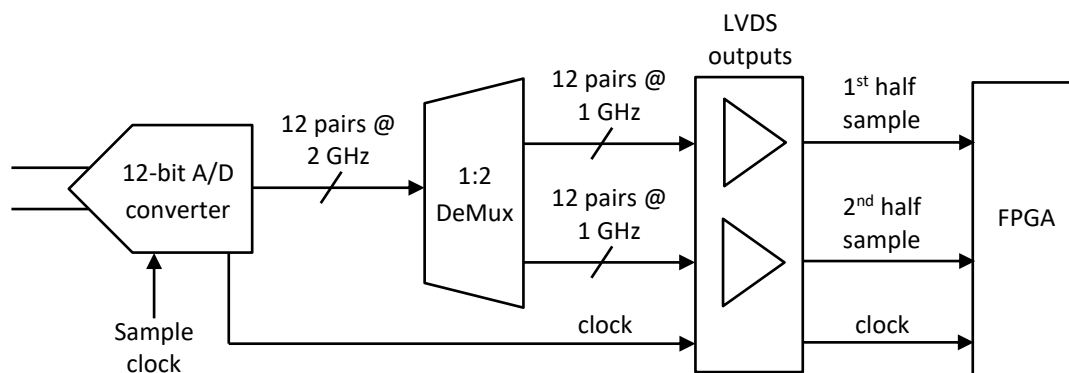 LVDS
outputs
12 pairs @
1 GHz
1st half
sample
12 pairs @
2 GHz
12-bit A/D
converter
1:2
DeMux
12 pairs @
1 GHz
2nd half
sample
FPGA
Sample
clock
clock
clock